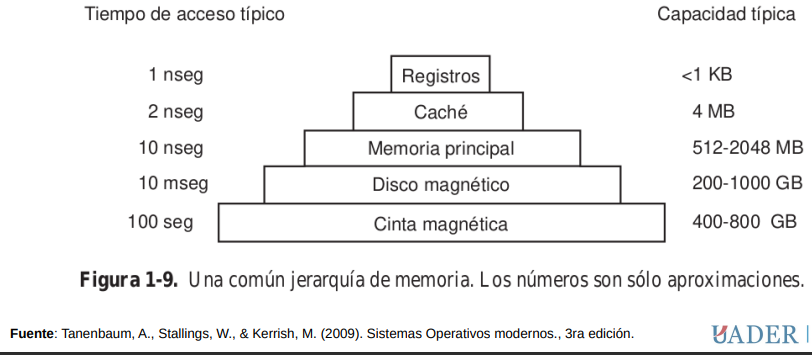 Tiempo de acceso típico Capacidad típica
1 nseg Registros <1 KB
2 nseg Caché 4 MB
10 nseg Memoria principal 512-2048 MB
10 mseg Disco magnético 200-1000 GB
100 seg Cinta magnética 400-800 GB
Figura 1-9. Una común jerarquía de memoria. Los números son sólo aproximaciones.
Fuente: Tanenbaum, A., Stallings, W., & Kerrish, M. (2009). Sistemas Operativos modernos., 3ra edición.
UADER